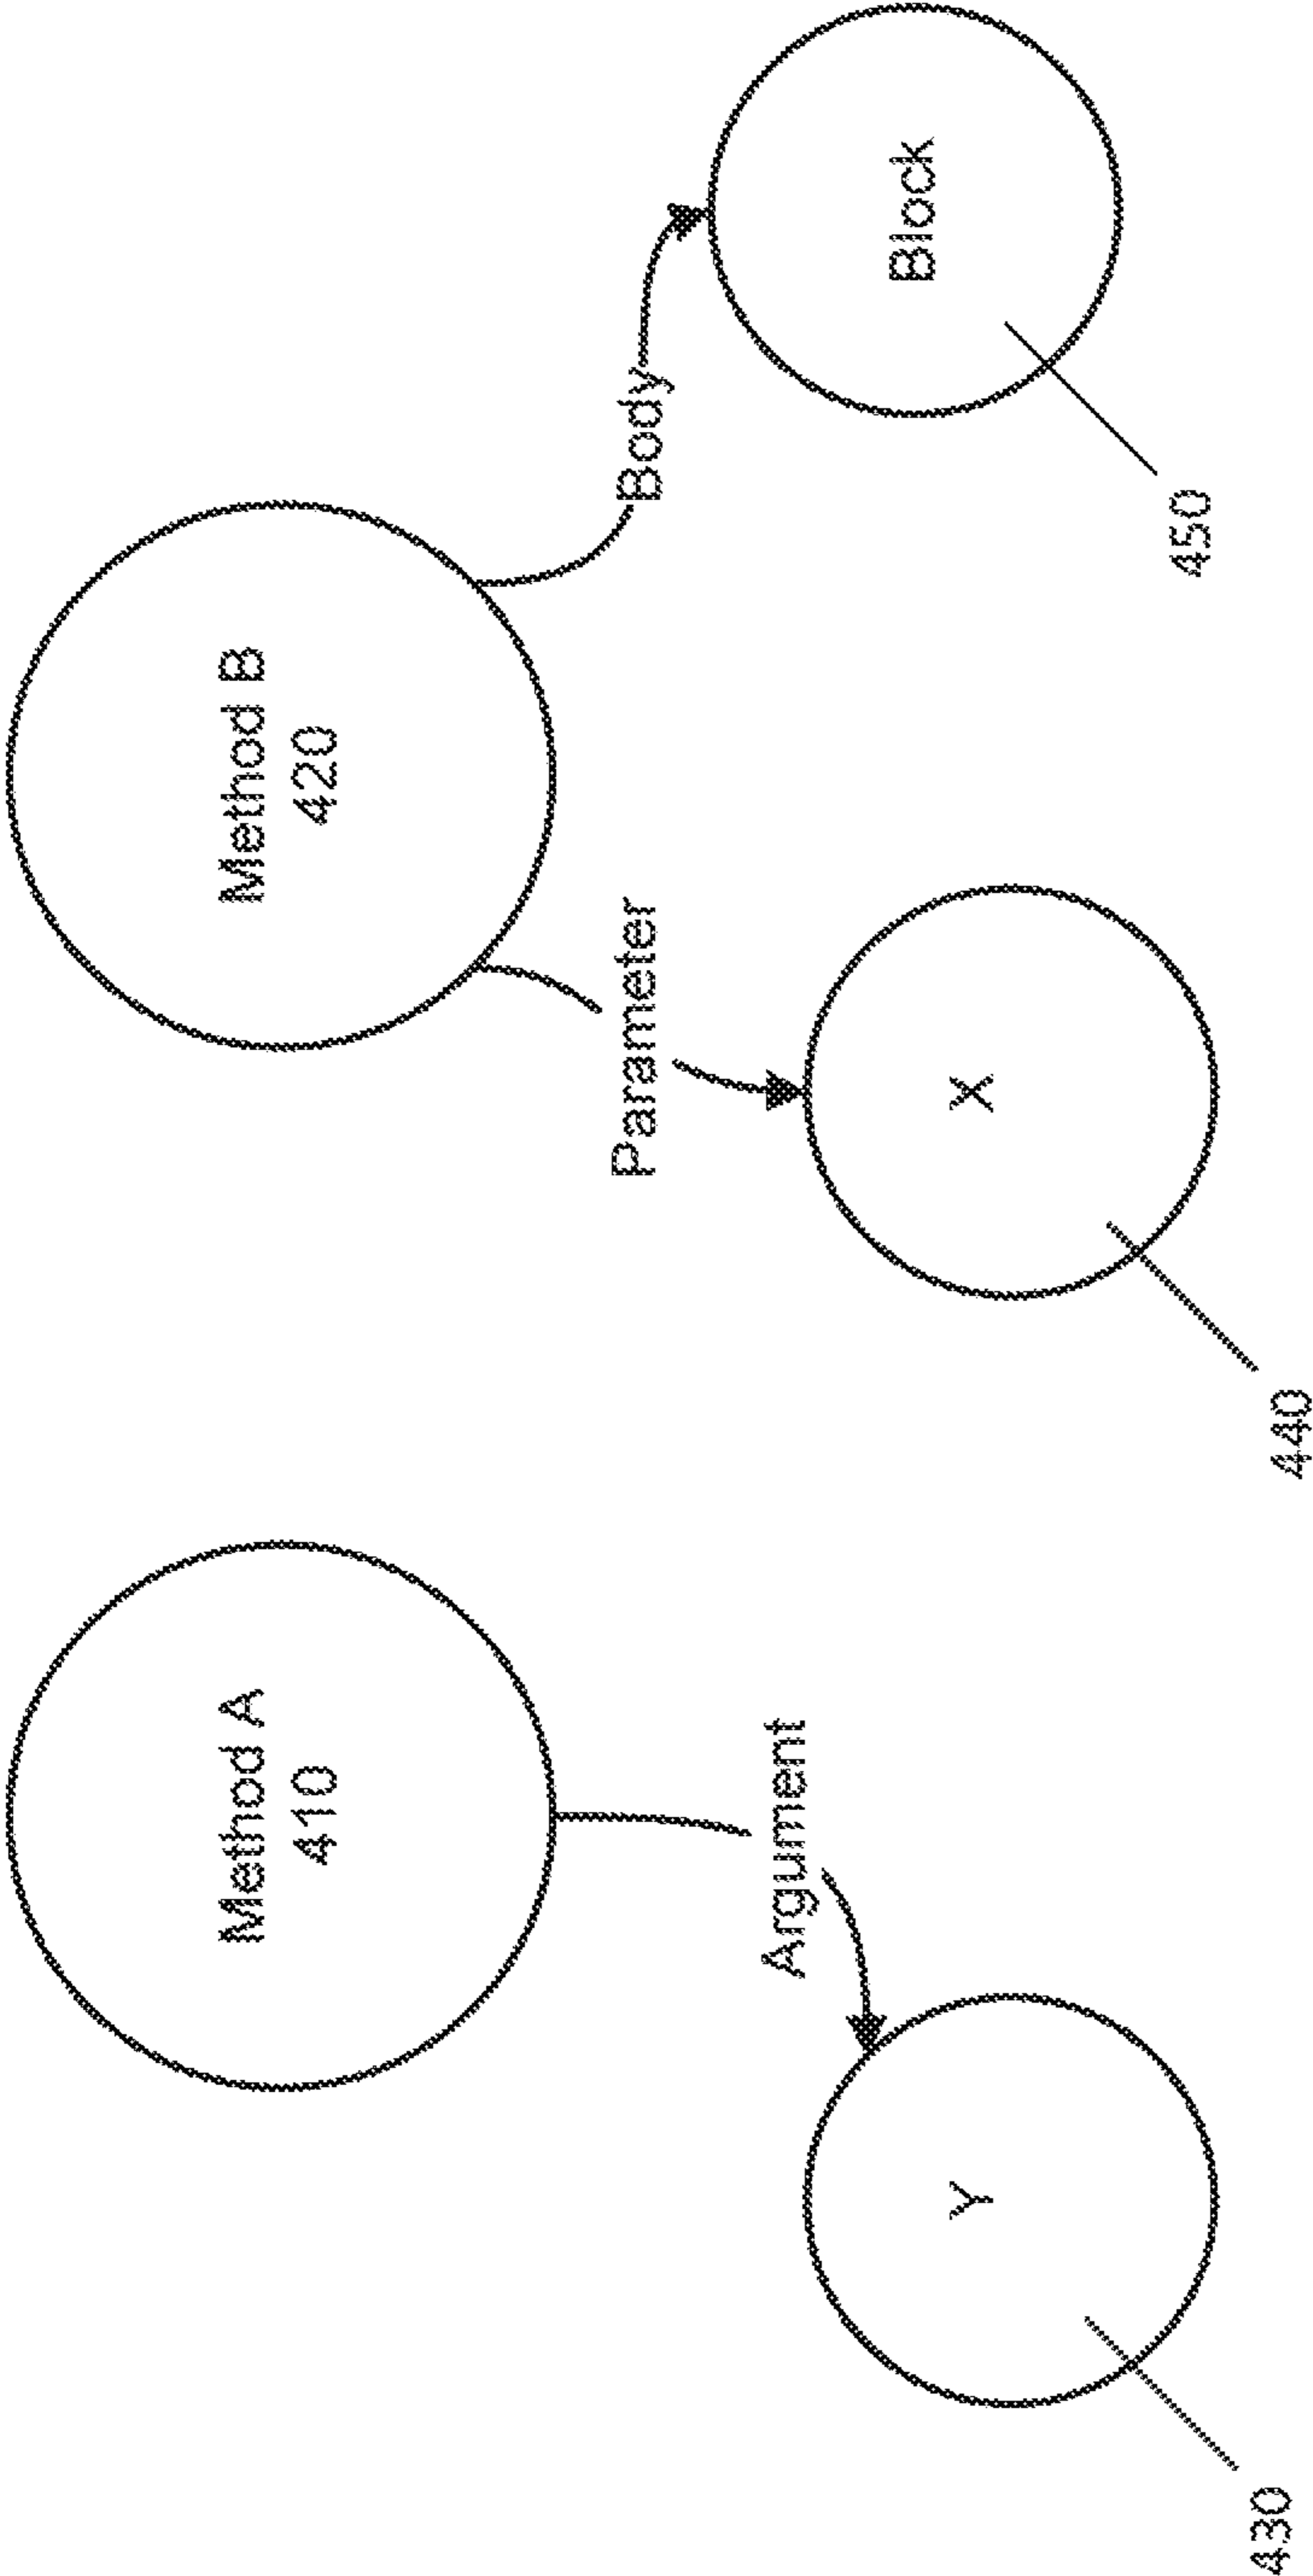 Method A
410
Method B
420
Argument
Parameter
Body
Y
X
Block
430
440
450